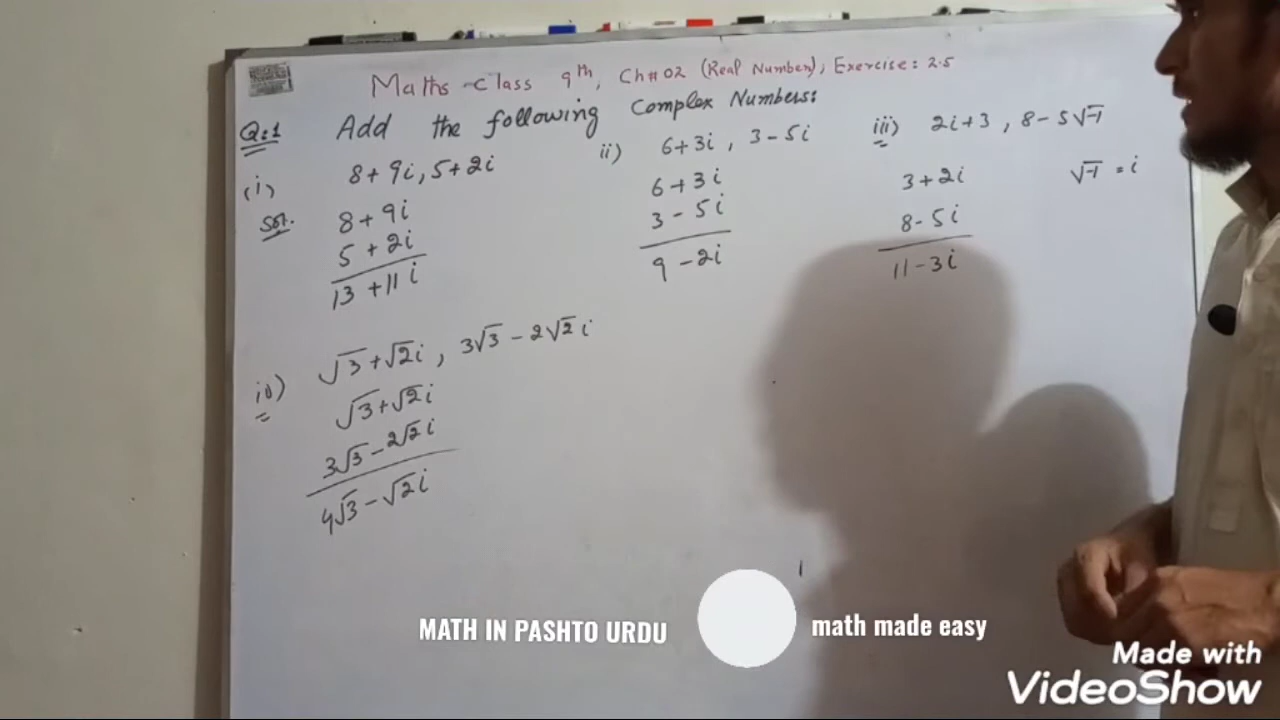 Maths-Class 9th, Ch#02 (Real Number), Exercise: 2.5
Q:1 Add the following Complex Numbers:
(i) 8+9i, 5+2i
Sol. 8+9i
5+2i
13+11i
ii) 6+3i, 3-5i
6+3i
3-5i
9-2i
iii) 2i+3, 8-5√-1
3+2i √-1 = i
8-5i
11-3i
iv) √3+√2i, 3√3-2√2i
√3+√2i
3√3-2√2i
4√3-√2i
MATH IN PASHTO URDU
math made easy
Made with
VideoShow